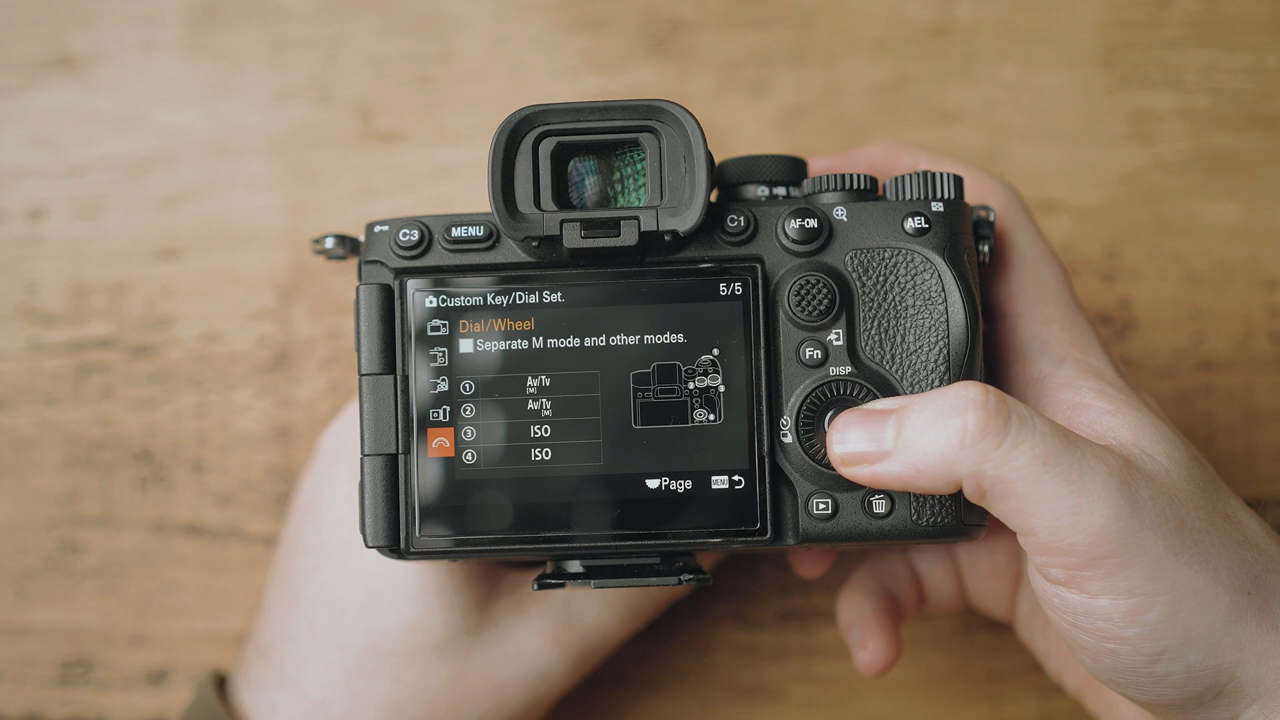 C3
MENU
C1
AF-ON
AEL
Custom Key/Dial Set.
5/5
Dial/Wheel
Separate M mode and other modes.
① Av/Tv
[M]
② Av/Tv
[M]
③ ISO
④ ISO
Page
MENU
Fn
DISP